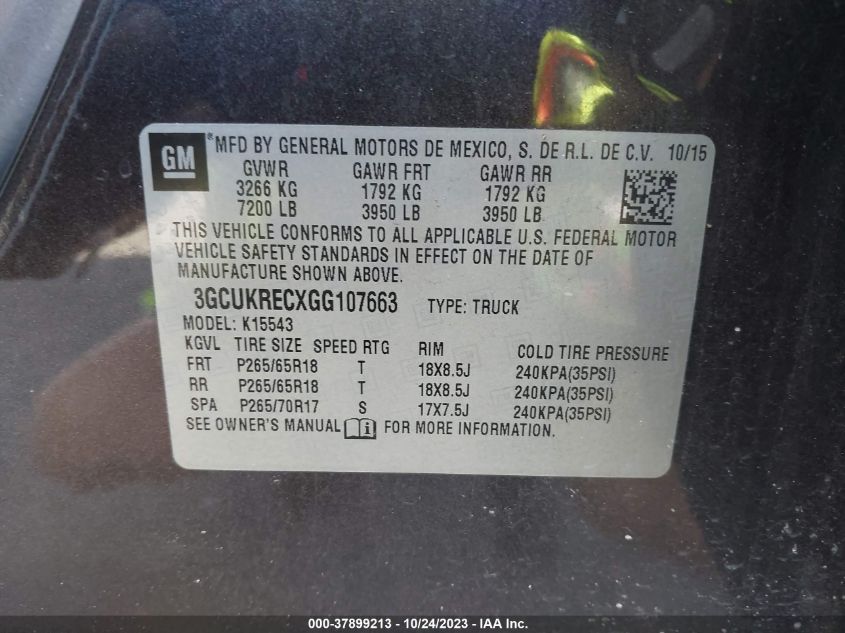 GM
*MFD BY GENERAL MOTORS DE MEXICO, S. DE R.L. DE C.V. 10/15
GVWR GAWR FRT GAWR RR
3266 KG 1792 KG 1792 KG
7200 LB 3950 LB 3950 LB
THIS VEHICLE CONFORMS TO ALL APPLICABLE U.S. FEDERAL MOTOR
VEHICLE SAFETY STANDARDS IN EFFECT ON THE DATE OF
MANUFACTURE SHOWN ABOVE.
3GCUKRECXGG107663 TYPE: TRUCK
MODEL: K15543
KGVL TIRE SIZE SPEED RTG RIM COLD TIRE PRESSURE
FRT P265/65R18 T 18X8.5J 240KPA(35PSI)
RR P265/65R18 T 18X8.5J 240KPA(35PSI)
SPA P265/70R17 S 17X7.5J 240KPA(35PSI)
SEE OWNER'S MANUAL FOR MORE INFORMATION.
000-37899213 - 10/24/2023 - IAA Inc.